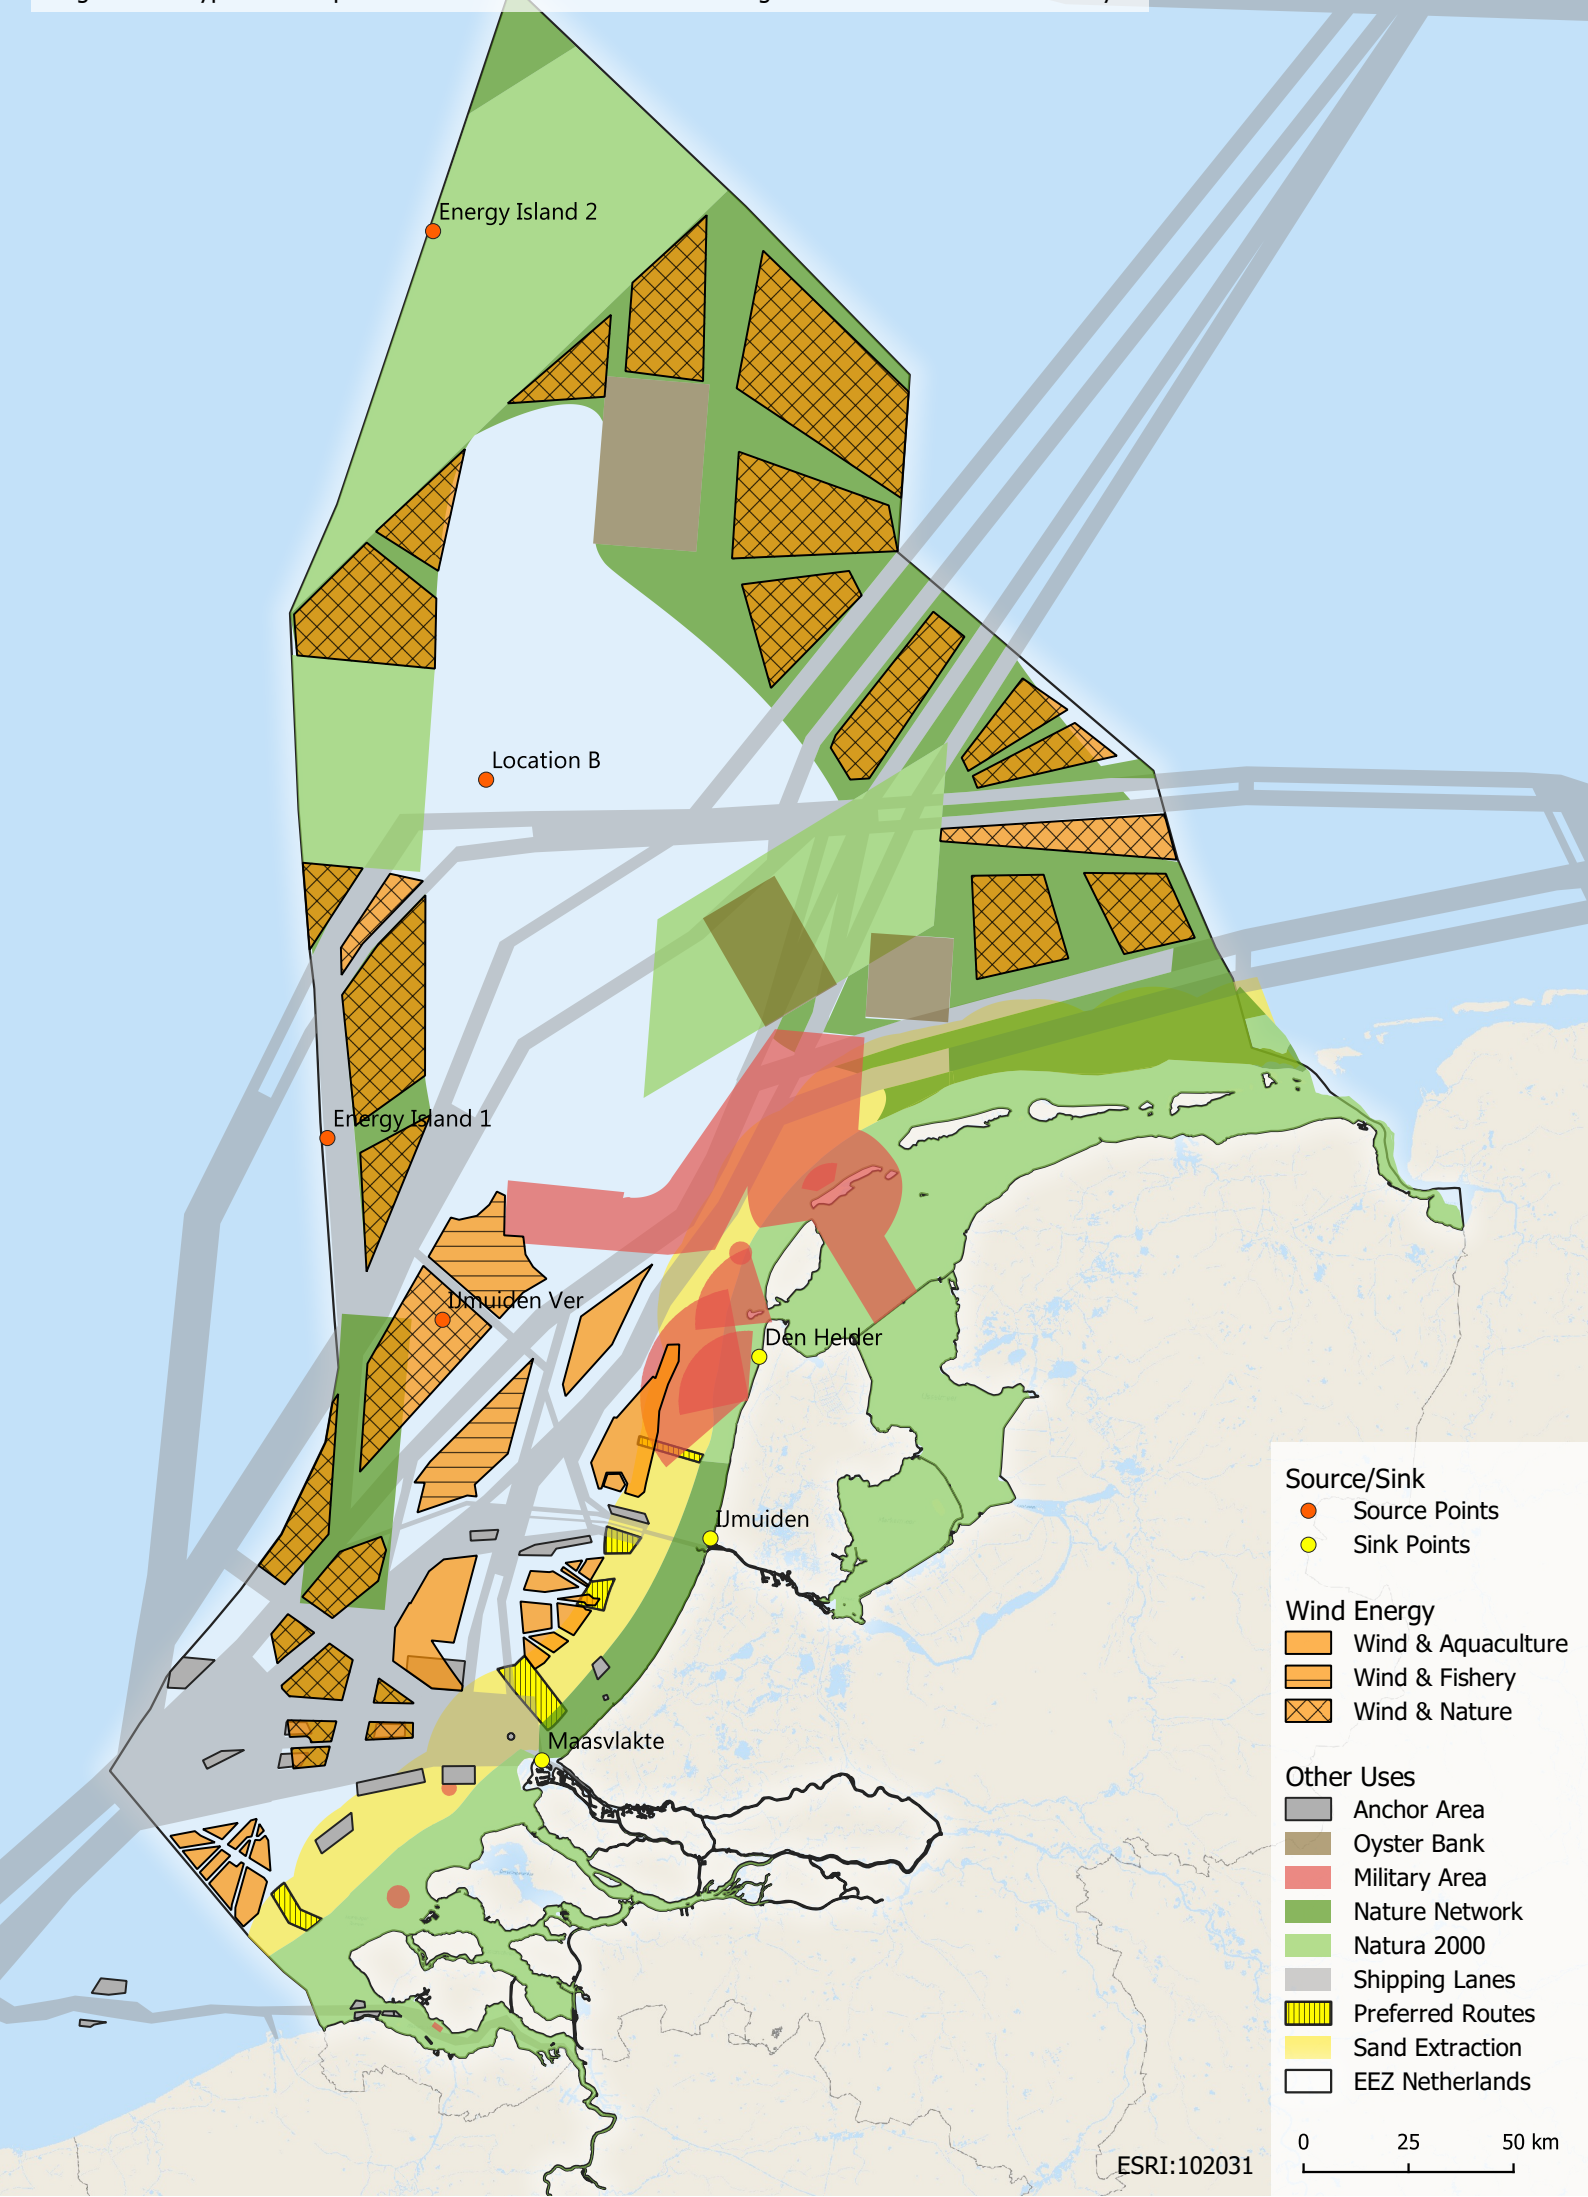 Energy Island 2
Location B
Energy Island 1
IJmuiden Ver
Den Helder
IJmuiden
Maasvlakte
Source/Sink
Source Points
Sink Points
Wind Energy
Wind & Aquaculture
Wind & Fishery
Wind & Nature
Other Uses
Anchor Area
Oyster Bank
Military Area
Nature Network
Natura 2000
Shipping Lanes
Preferred Routes
Sand Extraction
EEZ Netherlands
0 25 50 km
ESRI:102031